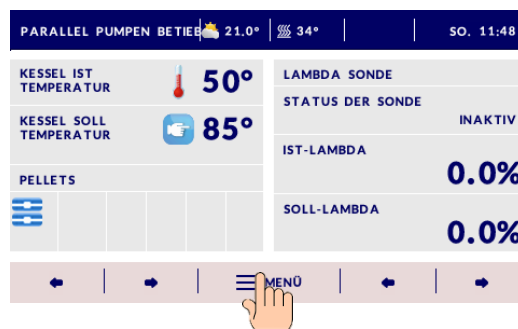 PARALLEL PUMPEN BETIEB 21.0° 34° SO. 11:48
KESSEL IST
TEMPERATUR
50°
KESSEL SOLL
TEMPERATUR
85°
PELLETS
LAMBDA SONDE
STATUS DER SONDE
INAKTIV
IST-LAMBDA
0.0%
SOLL-LAMBDA
0.0%
MENÜ